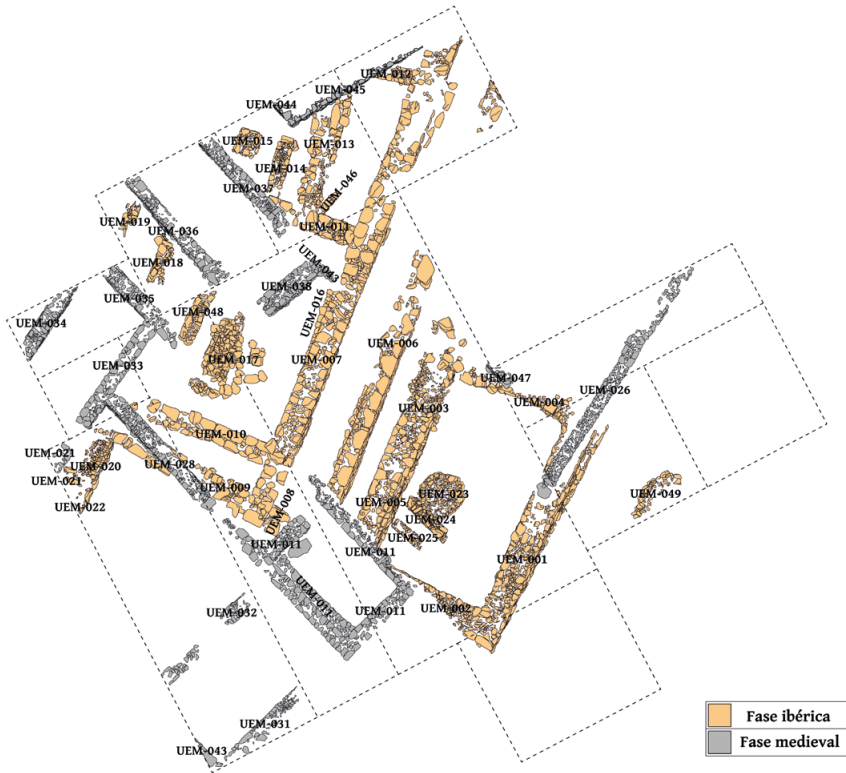 UEM-012
UEM-045
UEM-044
UEM-015
UEM-013
UEM-014
UEM-037
UEM-046
UEM-019
UEM-036
UEM-011
UEM-018
UEM-043
UEM-038
UEM-035
UEM-016
UEM-034
UEM-048
UEM-006
UEM-017
UEM-007
UEM-033
UEM-047
UEM-026
UEM-004
UEM-003
UEM-010
UEM-021
UEM-020
UEM-028
UEM-021
UEM-009
UEM-023
UEM-049
UEM-022
UEM-008
UEM-005
UEM-024
UEM-025
UEM-011
UEM-011
UEM-001
UEM-011
UEM-011
UEM-002
UEM-032
UEM-031
UEM-043
Fase ibérica
Fase medieval